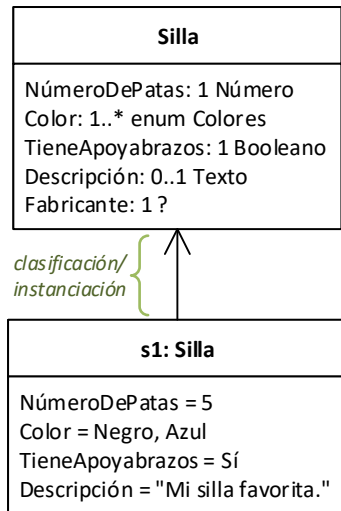 Silla
NúmeroDePatas: 1 Número
Color: 1..* enum Colores
TieneApoyabrazos: 1 Booleano
Descripción: 0..1 Texto
Fabricante: 1 ?
clasificación/
instanciación
s1: Silla
NúmeroDePatas = 5
Color = Negro, Azul
TieneApoyabrazos = Sí
Descripción = "Mi silla favorita."